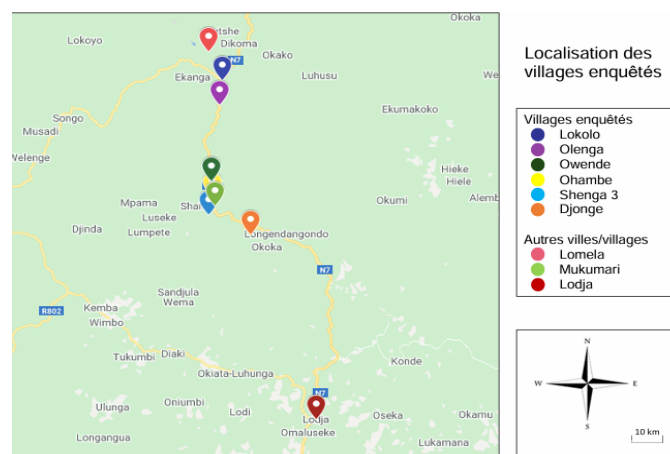 Okoka
Lokoyo
Dikoma
N7
Okako
Ekanga
Luhusu
Ekumakoko
Songo
Musadi
Welenge
Hieke
Hiele
Mpama
Okumi
Luseke
Djinda
Lumpete
Longendangondo
Okoka
N7
Sandjula
Wema
R802
Kemba
Wimbo
Tukumbi
Diaki
Konde
Okiata-Luhunga
N7
Ulunga
Oniumbi
Lodi
Lodja
Oseka
Okamu
Omaluseke
Longangua
Lukamana
Localisation des
villages enquêtés
Villages enquêtés
Lokolo
Olenga
Owende
Ohambe
Shenga 3
Djonge
Autres villes/villages
Lomela
Mukumari
Lodja
N
W E
S
10 km